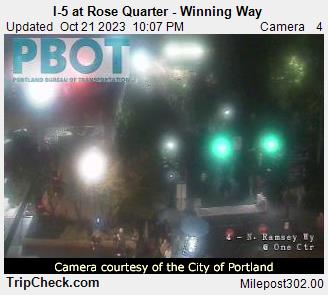 I-5 at Rose Quarter - Winning Way
Updated Oct 21 2023 10:07 PM Camera 4
PBOT
PORTLAND BUREAU OF TRANSPORTATION
4 - N. Ramsey Wy
@ One Ctr
Camera courtesy of the City of Portland
TripCheck.com Milepost302.00